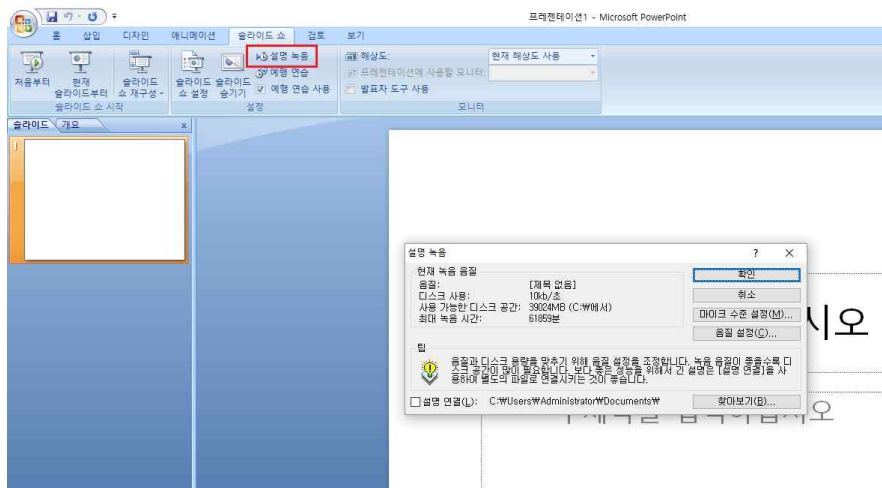 프레젠테이션1 - Microsoft PowerPoint
홈 삽입 디자인 애니메이션 슬라이드 쇼 검토 보기
처음부터
현재
슬라이드부터
슬라이드
쇼 재구성
슬라이드 쇼 시작
슬라이드
쇼 설정
슬라이드
숨기기
설명 녹음
예행 연습
예행 연습 사용
설정
해상도: 현재 해상도 사용
프레젠테이션에 사용할 모니터:
발표자 도구 사용
모니터
슬라이드 개요 x
1
설명 녹음 ? ×
현재 녹음 음질
음질: [제목 없음]
디스크 사용: 10kb/초
사용 가능한 디스크 공간: 39024MB (C:₩에서)
최대 녹음 시간: 61859분
확인
취소
마이크 수준 설정(M)...
음질 설정(C)...
팁
음질과 디스크 용량을 맞추기 위해 음질 설정을 조정합니다. 녹음 음질이 좋을수록 디
스크 공간이 많이 필요합니다. 보다 좋은 성능을 위해서 긴 설명은 [설명 연결]을 사
용하여 별도의 파일로 연결시키는 것이 좋습니다.
설명 연결(L): C:₩Users₩Administrator₩Documents₩ 찾아보기(B)...
시오